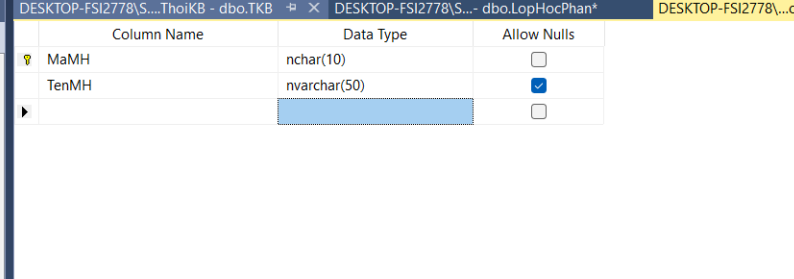 DESKTOP-FSI2778\S....ThoiKB - dbo.TKB DESKTOP-FSI2778\S...- dbo.LopHocPhan* DESKTOP-FSI2778\...
Column Name Data Type Allow Nulls
MaMH nchar(10)
TenMH nvarchar(50)